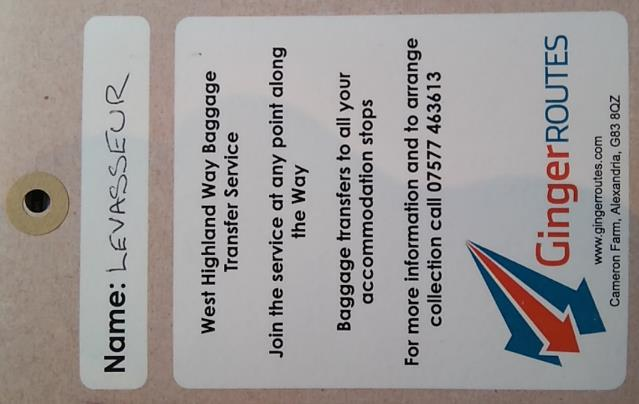 Name: LEVASSEUR
West Highland Way Baggage
Transfer Service
Join the service at any point along
the Way
Baggage transfers to all your
accommodation stops
For more information and to arrange
collection call 07577 463613
GingerROUTES
www.gingerroutes.com
Cameron Farm, Alexandria, G83 8QZ